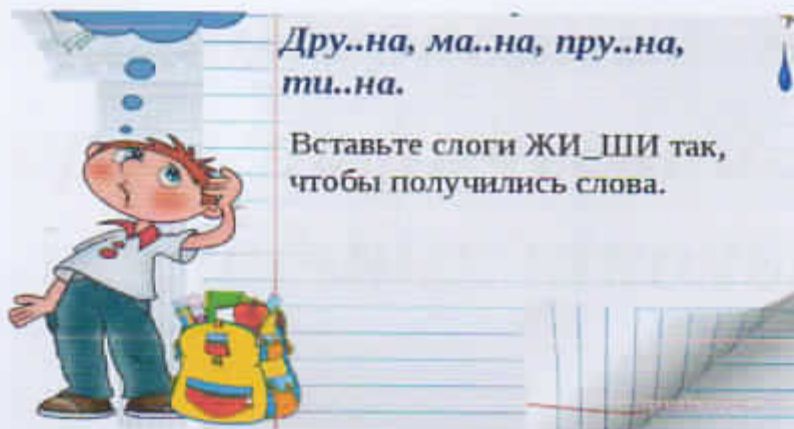 Дру..на, ма..на, пру..на,
ти..на.
Вставьте слоги ЖИ_ШИ так,
чтобы получились слова.